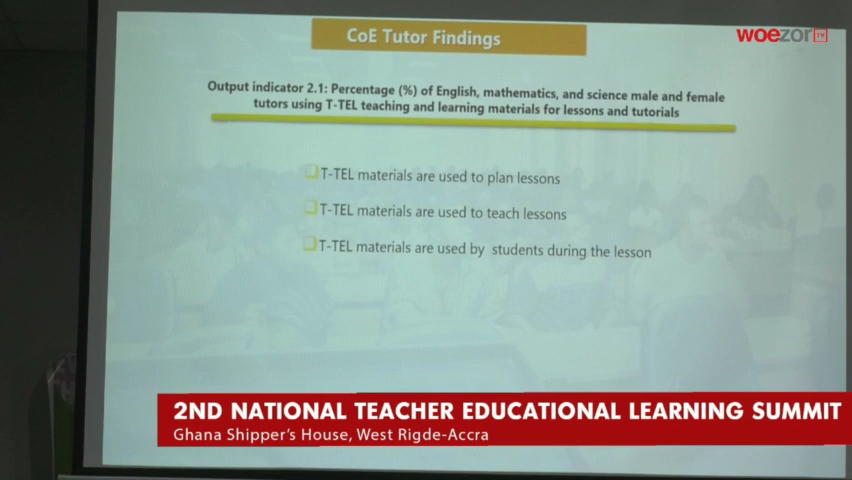 CoE Tutor Findings
woezor TV
Output indicator 2.1: Percentage (%) of English, mathematics, and science male and female
tutors using T-TEL teaching and learning materials for lessons and tutorials
T-TEL materials are used to plan lessons
T-TEL materials are used to teach lessons
T-TEL materials are used by students during the lesson
2ND NATIONAL TEACHER EDUCATIONAL LEARNING SUMMIT
Ghana Shipper's House, West Rigde-Accra